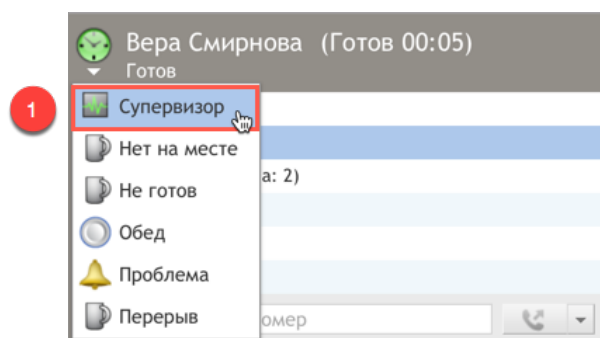 Вера Смирнова (Готов 00:05)
Готов
1
Супервизор
Нет на месте
а: 2)
Не готов
Обед
Проблема
Перерыв
омер